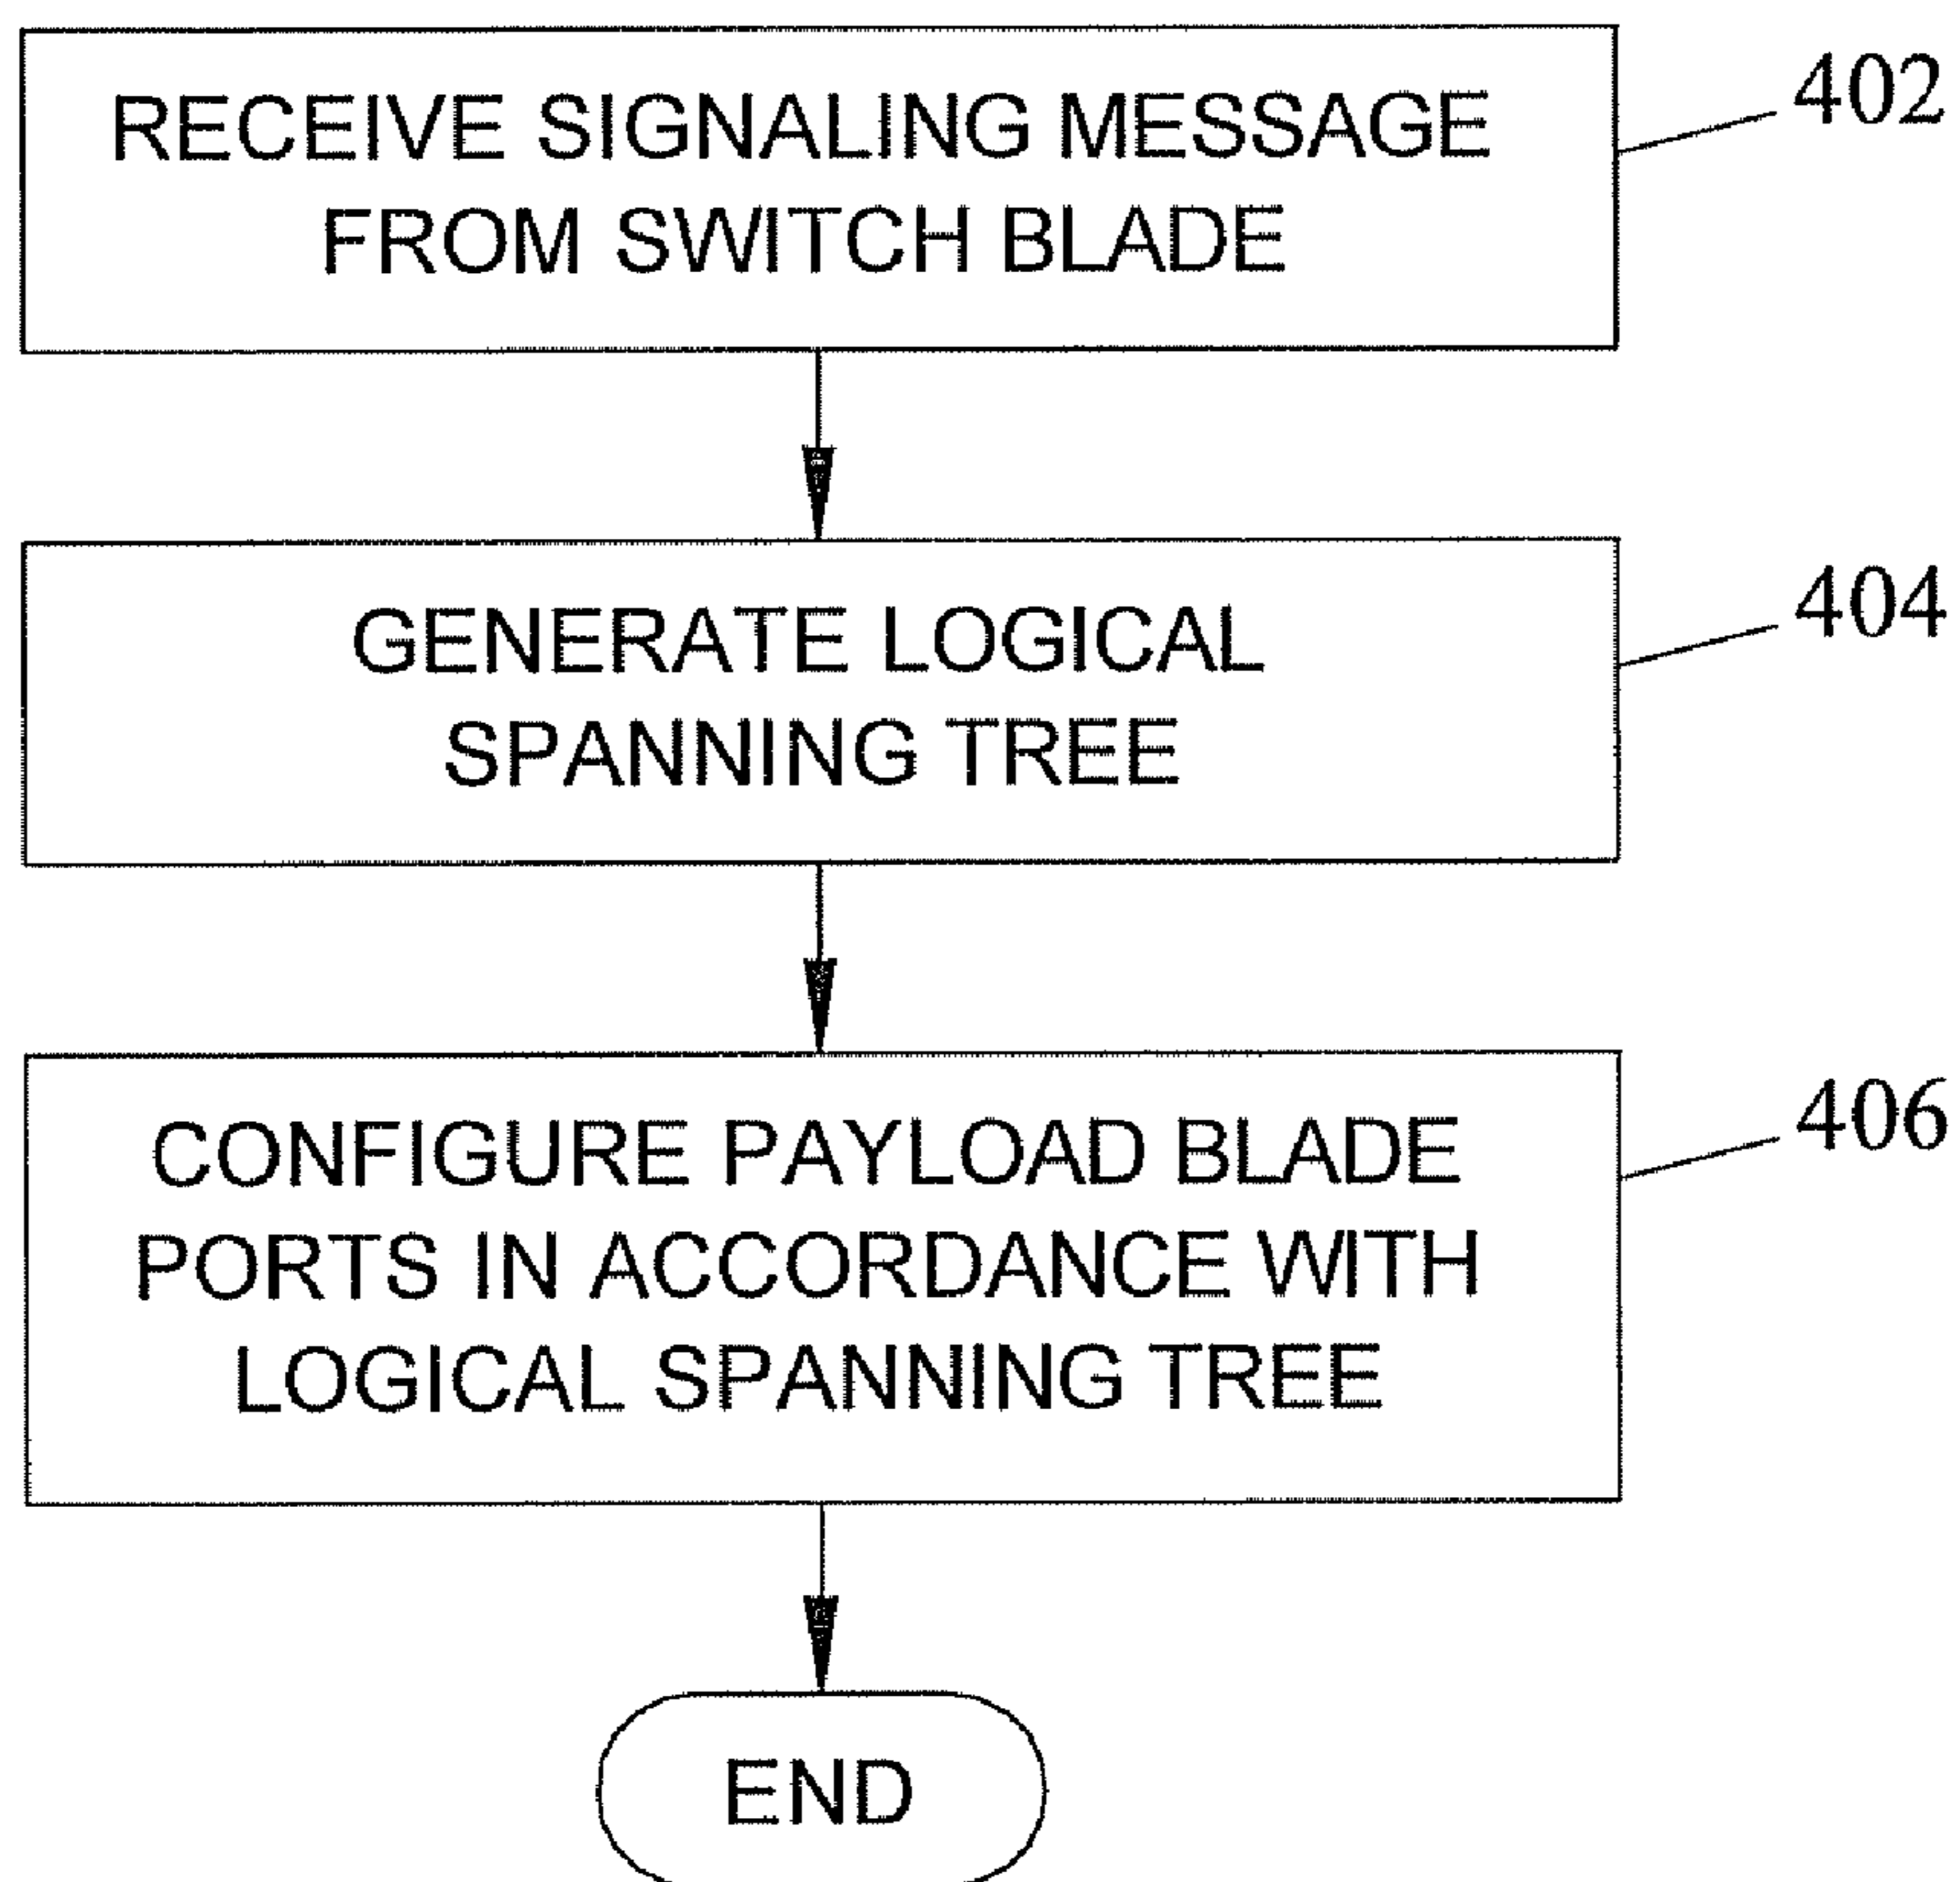 RECEIVE SIGNALING MESSAGE
FROM SWITCH BLADE
402
GENERATE LOGICAL
SPANNING TREE
404
CONFIGURE PAYLOAD BLADE
PORTS IN ACCORDANCE WITH
LOGICAL SPANNING TREE
406
END